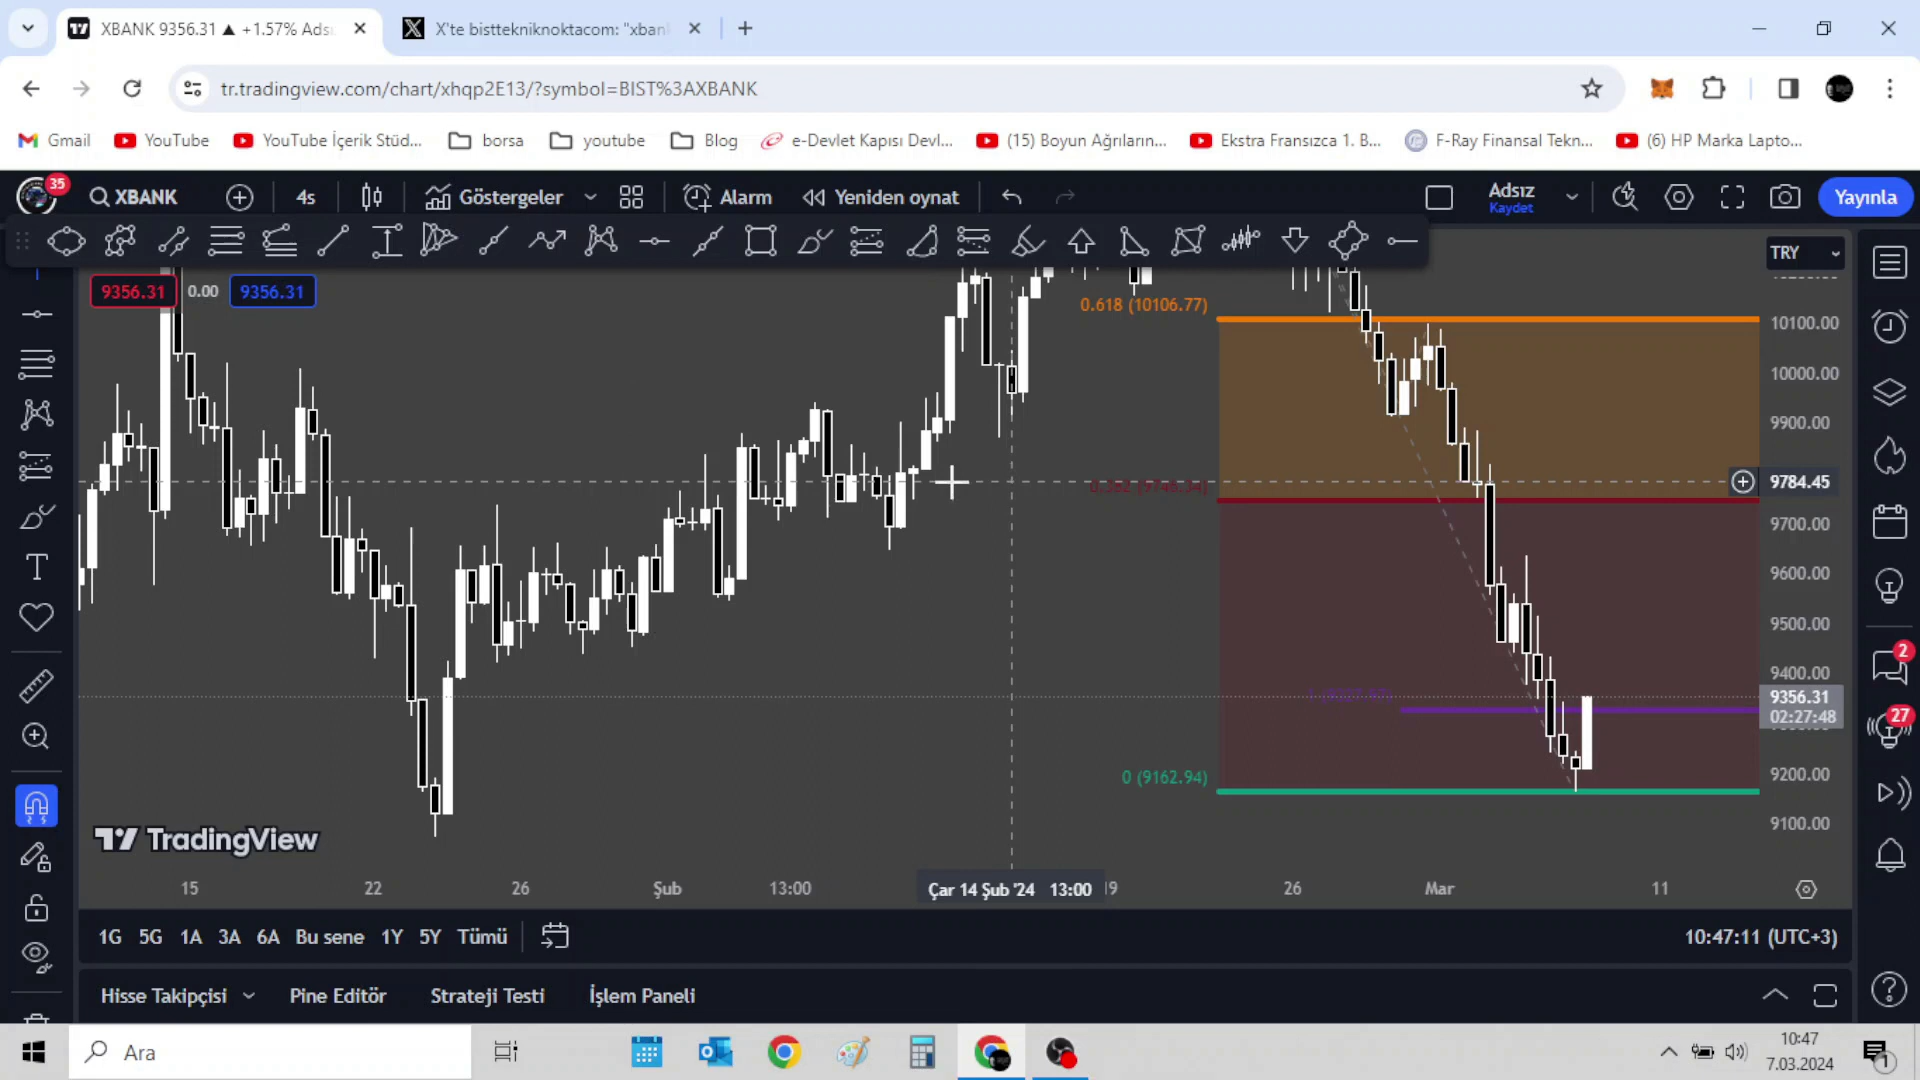 XBANK 9356.31 ▲ +1.57% Adsı
X'te bisttekniknoktacom: "xban
tr.tradingview.com/chart/xhqp2E13/?symbol=BIST%3AXBANK
Gmail
YouTube
YouTube İçerik Stüd...
borsa
youtube
Blog
e-Devlet Kapısı Devl...
(15) Boyun Ağrıların...
Ekstra Fransızca 1. B...
F-Ray Finansal Tekn...
(6) HP Marka Lapto...
35
XBANK
4s
Göstergeler
Alarm
Yeniden oynat
Adsız
Kaydet
Yayınla
TRY
9356.31
0.00
9356.31
0.618 (10106.77)
0 (9162.94)
10100.00
10000.00
9900.00
9784.45
9700.00
9600.00
9500.00
9400.00
9356.31
02:27:48
9200.00
9100.00
2
27
TradingView
15
22
26
Şub
13:00
Çar 14 Şub '24 13:00
19
26
Mar
11
1G
5G
1A
3A
6A
Bu sene
1Y
5Y
Tümü
10:47:11 (UTC+3)
Hisse Takipçisi
Pine Editör
Strateji Testi
İşlem Paneli
Ara
10:47
7.03.2024
1